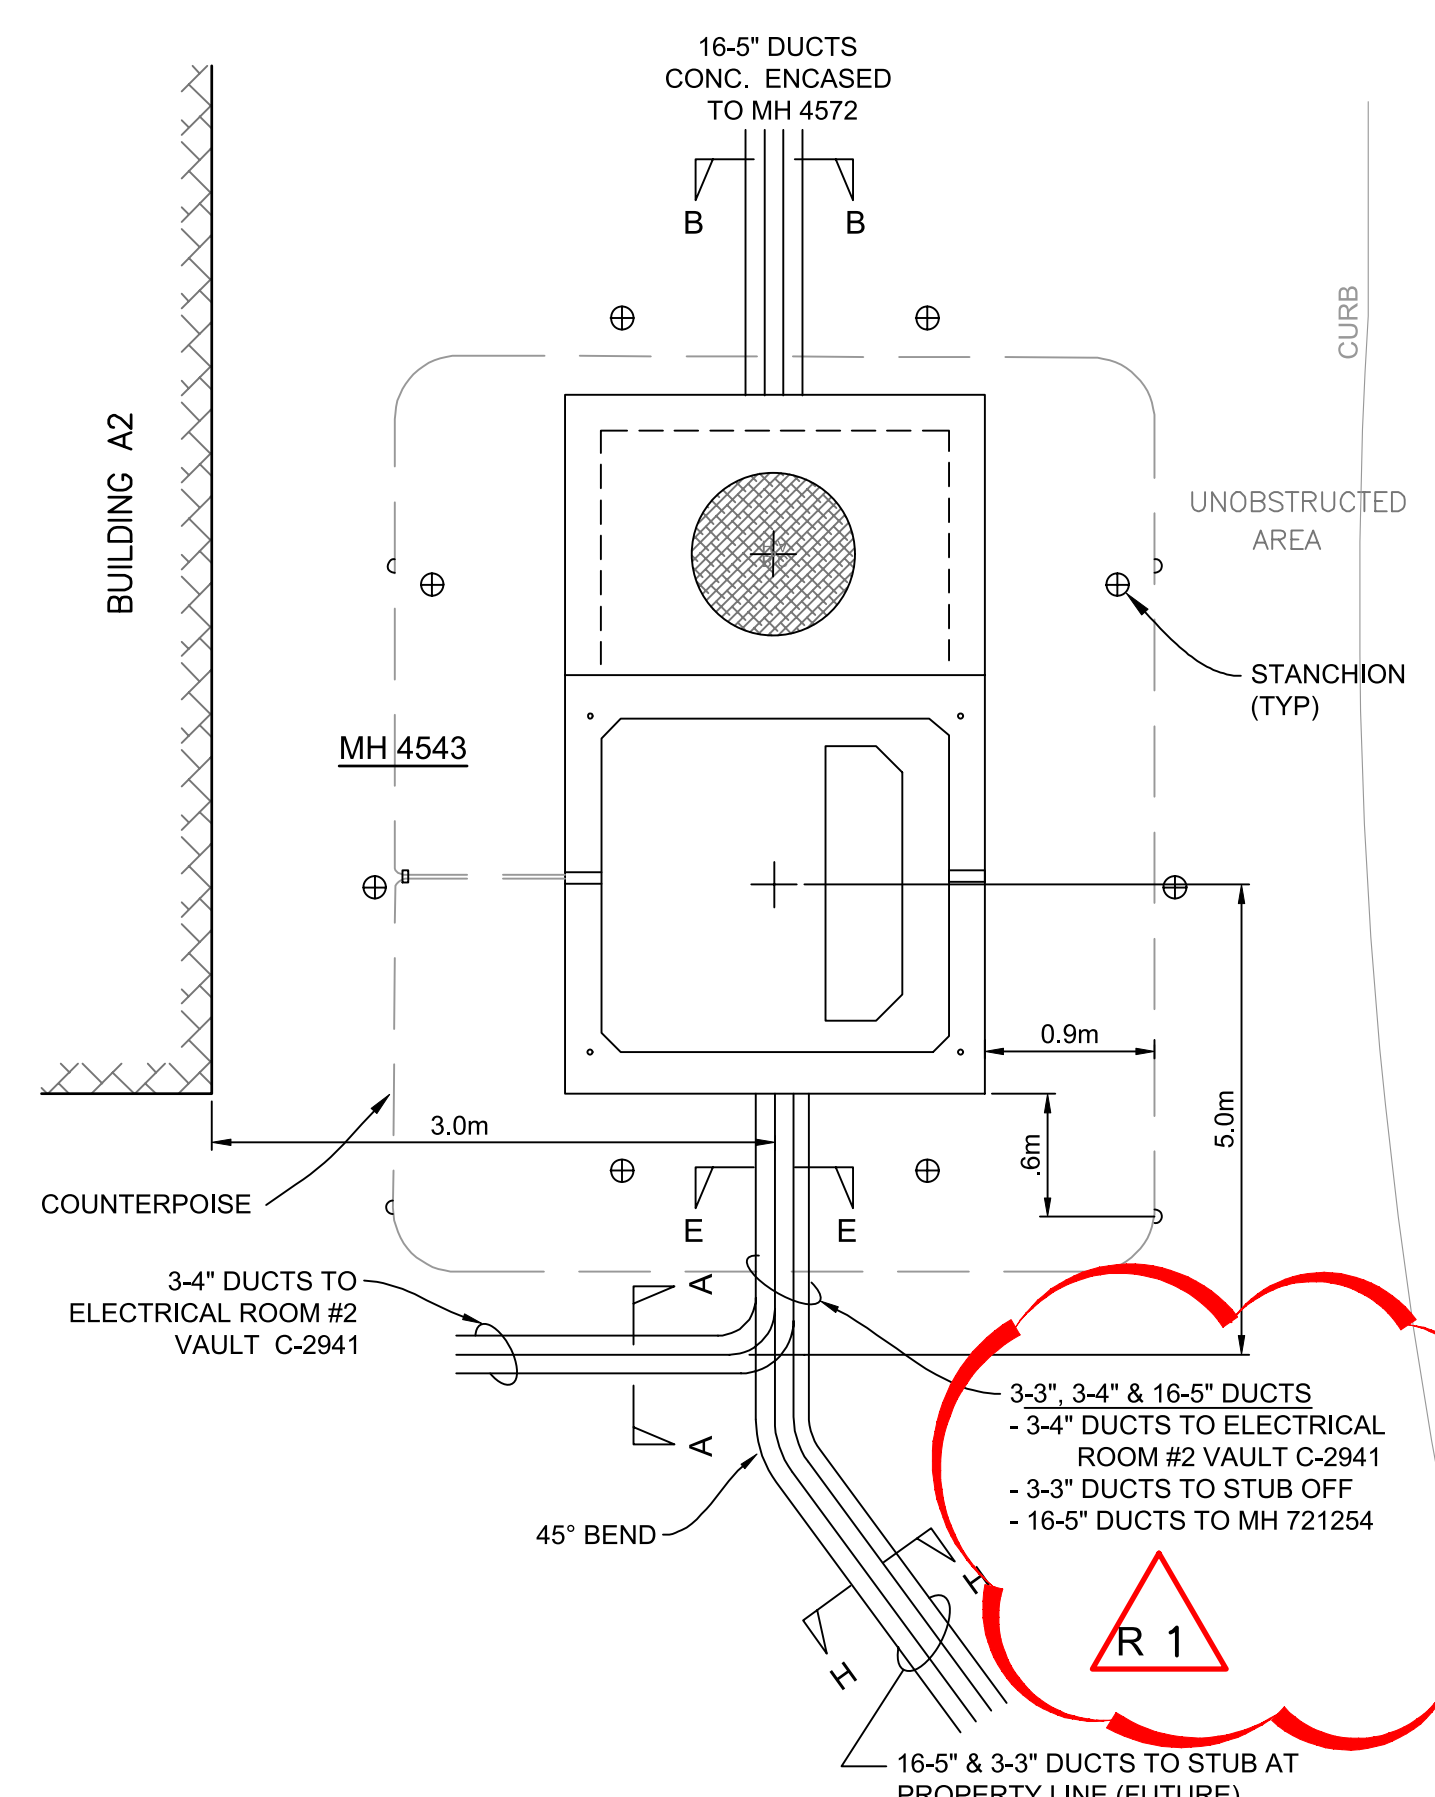 16-5" DUCTS
CONC. ENCASED
TO MH 4572
B
B
CURB
BUILDING A2
UNOBSTRUCTED
AREA
STANCHION
(TYP)
MH 4543
0.9m
3.0m
.6m
5.0m
COUNTERPOISE
E
E
3-4" DUCTS TO
ELECTRICAL ROOM #2
VAULT C-2941
A
A
3-3", 3-4" & 16-5" DUCTS
- 3-4" DUCTS TO ELECTRICAL
ROOM #2 VAULT C-2941
- 3-3" DUCTS TO STUB OFF
- 16-5" DUCTS TO MH 721254
45° BEND
H
H
R 1
16-5" & 3-3" DUCTS TO STUB AT
PROPERTY LINE (FUTURE)